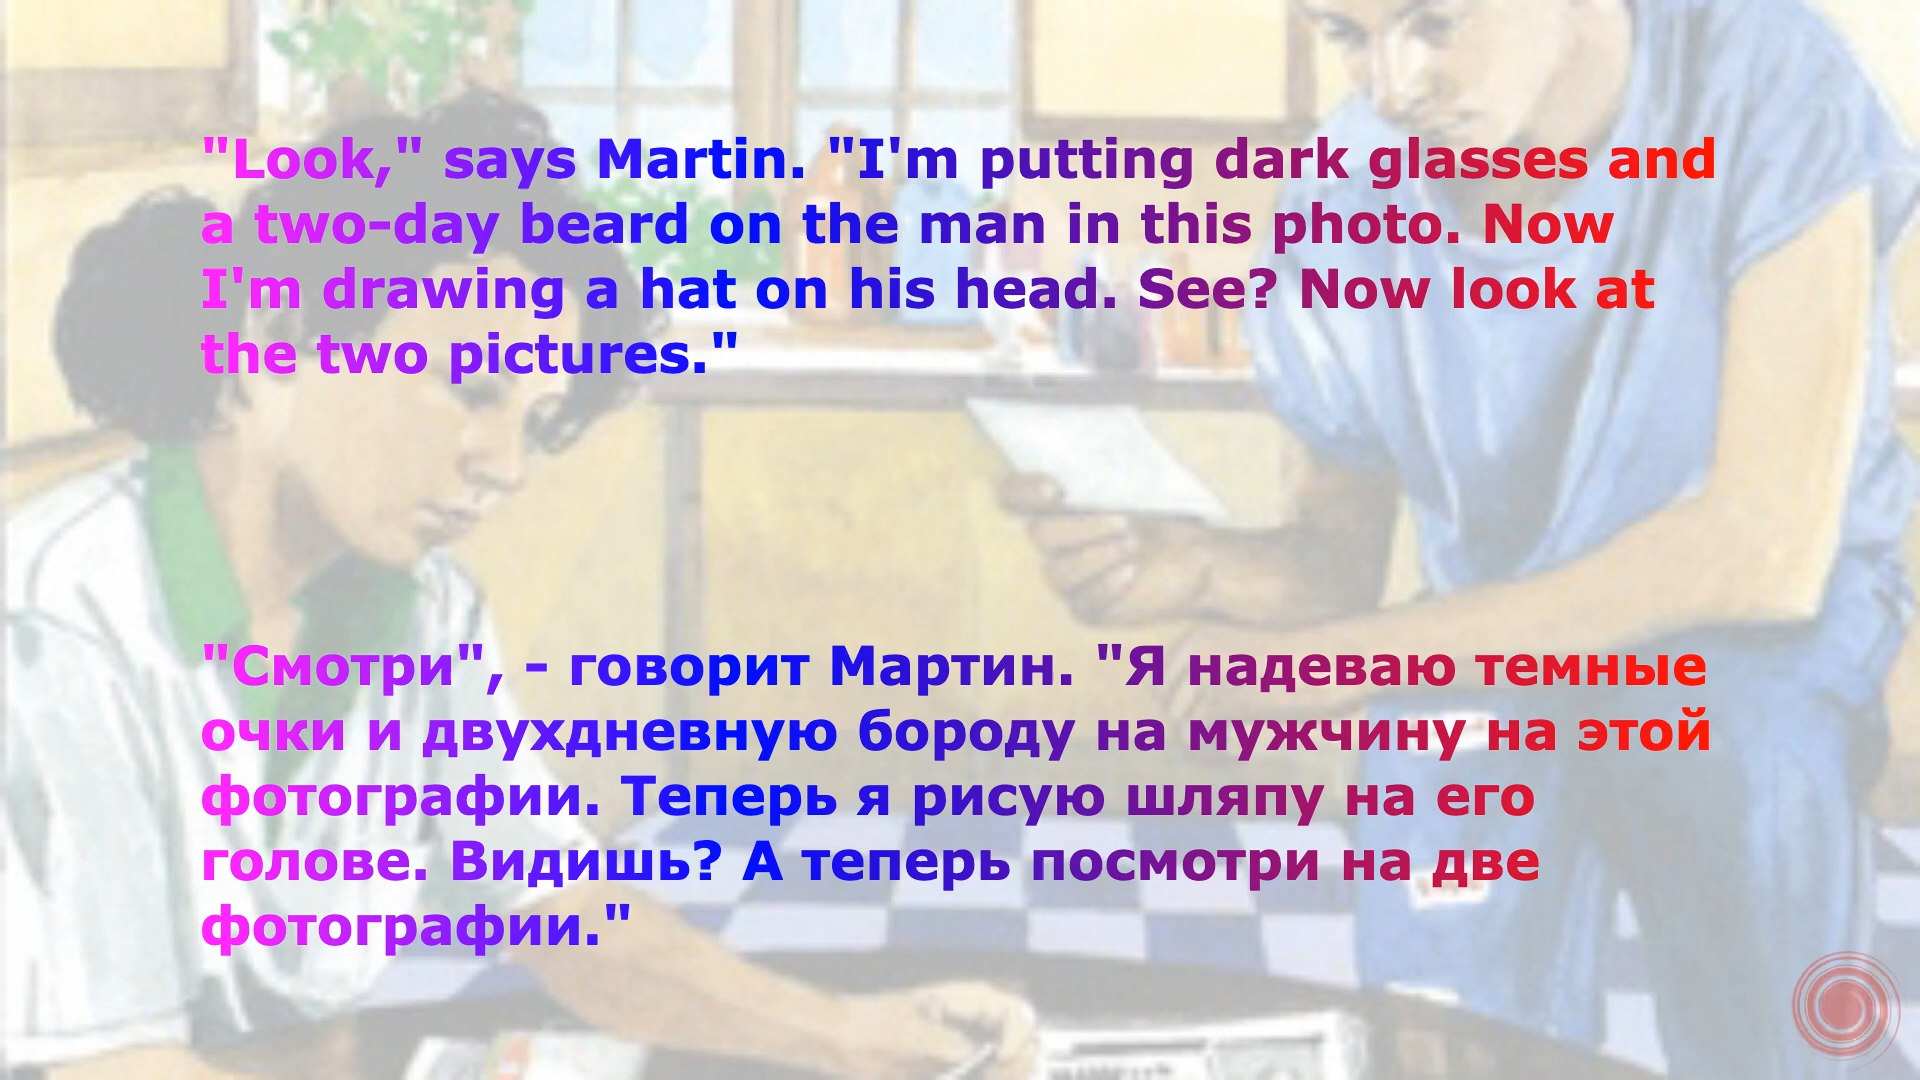 "Look," says Martin. "I'm putting dark glasses and
a two-day beard on the man in this photo. Now
I'm drawing a hat on his head. See? Now look at
the two pictures."
"Смотри", - говорит Мартин. "Я надеваю темные
очки и двухдневную бороду на мужчину на этой
фотографии. Теперь я рисую шляпу на его
голове. Видишь? А теперь посмотри на две
фотографии."